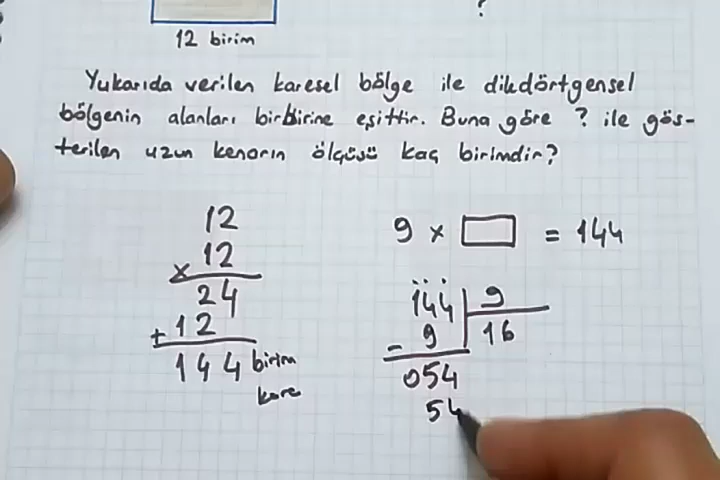 ?
12 birim
Yukarıda verilen karesel bölge ile dikdörtgensel
bölgenin alanları birbirine eşittir. Buna göre ? ile gös-
terilen uzun kenarın ölçüsü kaç birimdir?
12
x 12
24
+ 12
144 birim
kare
9 x = 144
144 9
- 9 16
054
54